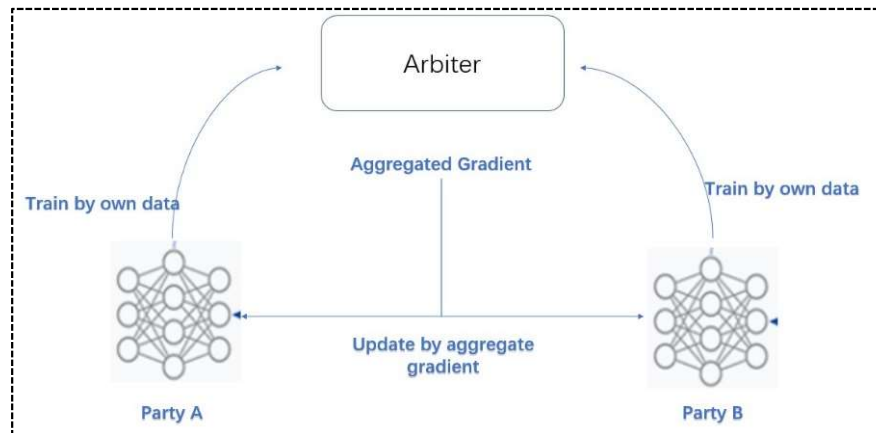 Arbiter
Aggregated Gradient
Train by own data
Train by own data
Update by aggregate
gradient
Party A
Party B